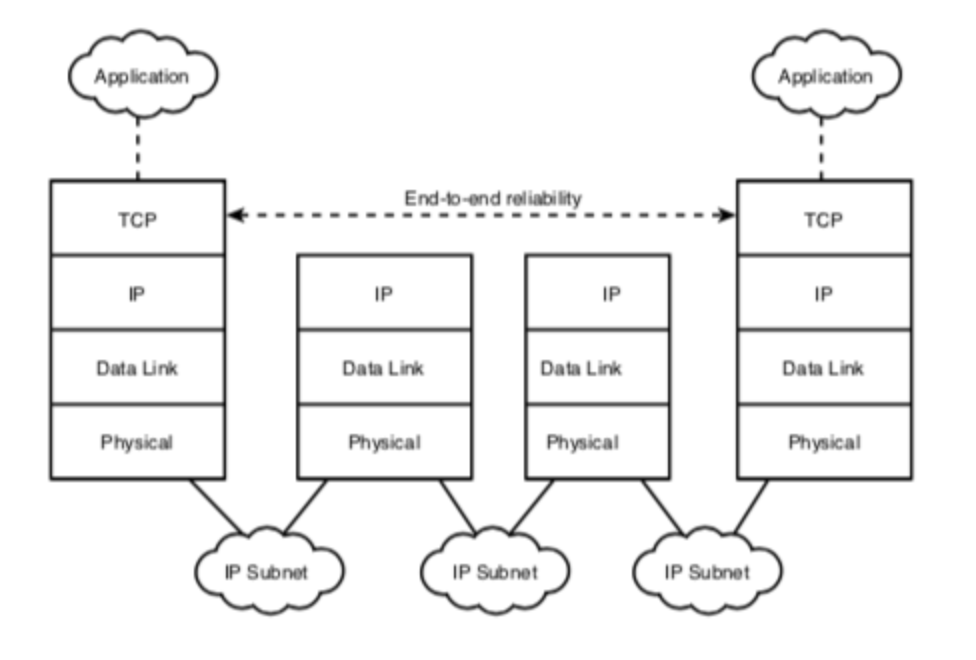 Application
Application
End-to-end reliability
TCP
TCP
IP
IP
IP
IP
Data Link
Data Link
Data Link
Data Link
Physical
Physical
Physical
Physical
IP Subnet
IP Subnet
IP Subnet